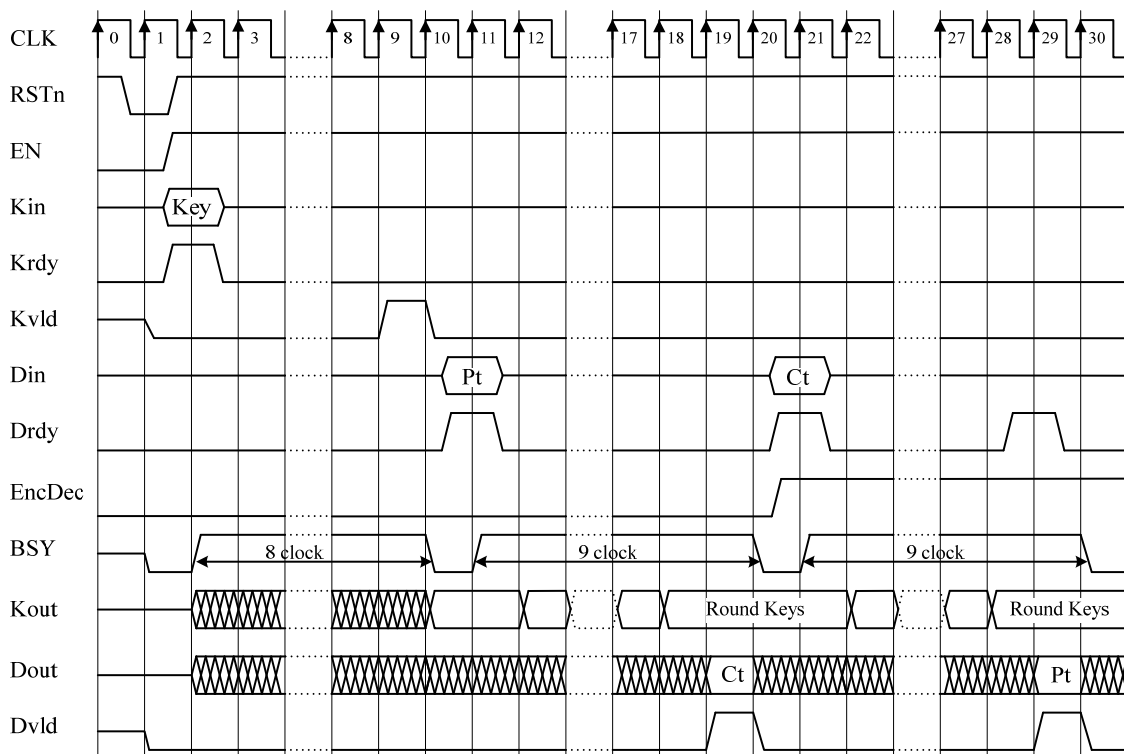 CLK 0 1 2 3 8 9 10 11 12 17 18 19 20 21 22 27 28 29 30
RSTn
EN
Kin Key
Krdy
Kvld
Din Pt Ct
Drdy
EncDec
BSY 8 clock 9 clock 9 clock
Kout Round Keys Round Keys
Dout Ct Pt
Dvld